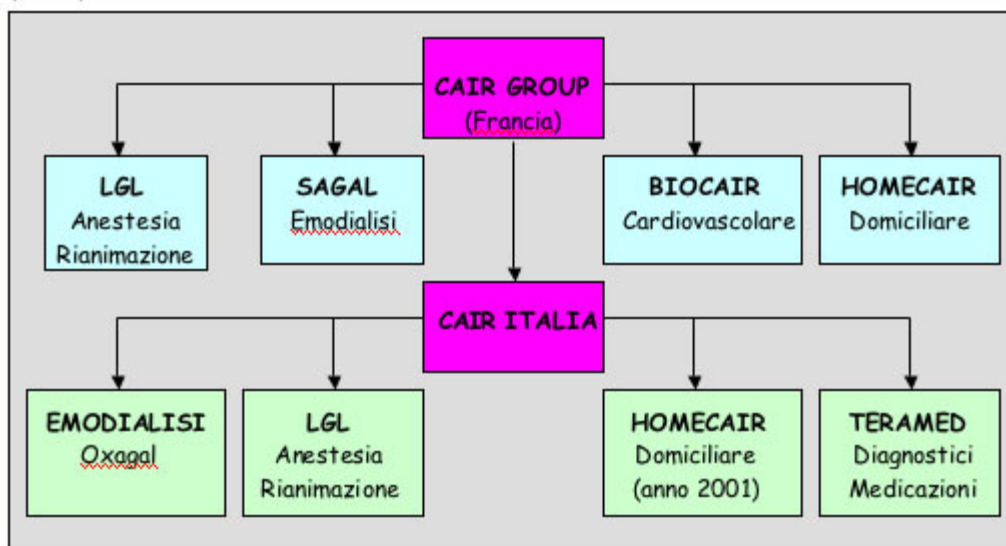 CAIR GROUP
(Francia)
LGL
Anestesia
Rianimazione
SAGAL
Emodialisi
BIOCAIR
Cardiovascolare
HOMECAIR
Domiciliare
CAIR ITALIA
EMODIALISI
Oxagal
LGL
Anestesia
Rianimazione
HOMECAIR
Domiciliare
(anno 2001)
TERAMED
Diagnostici
Medicazioni